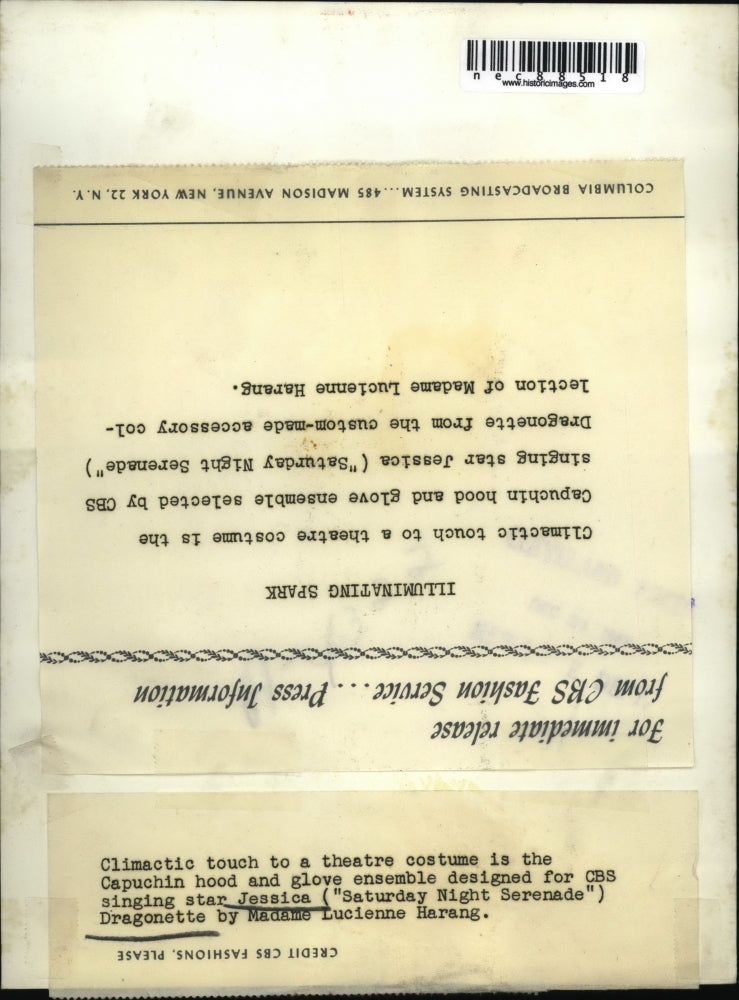 nec88518
www.historicimages.com
For immediate release
from CBS Fashion Service...Press Information
ILLUMINATING SPARK
Climactic touch to a theatre costume is the
Capuchin hood and glove ensemble selected by CBS
singing star Jessica ("Saturday Night Serenade")
Dragonette from the custom-made accessory col-
lection of Madame Lucienne Harang.
COLUMBIA BROADCASTING SYSTEM...485 MADISON AVENUE, NEW YORK 22, N.Y.
Climactic touch to a theatre costume is the
Capuchin hood and glove ensemble designed for CBS
singing star Jessica ("Saturday Night Serenade")
Dragonette by Madame Lucienne Harang.
CREDIT CBS FASHIONS, PLEASE